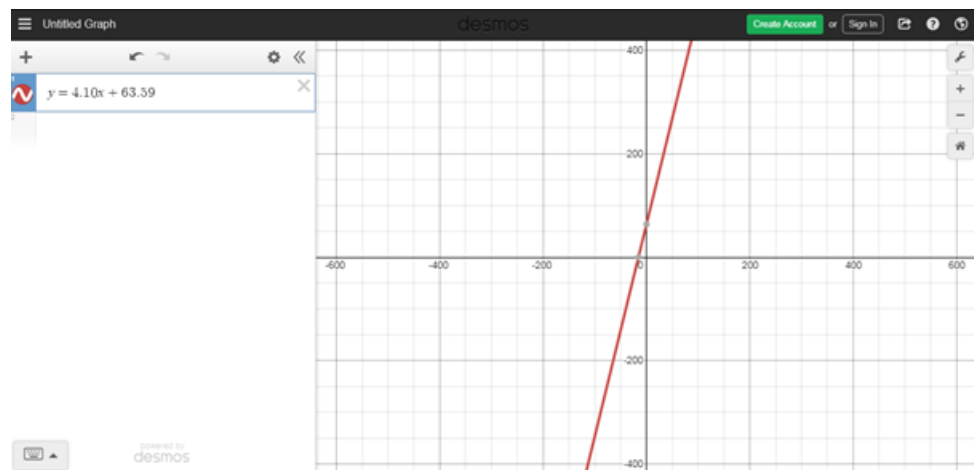 Untitled Graph
desmos
Create Account or Sign In
y = 4.10x + 63.59
2
powered by
desmos
400
200
-600 -400 -200 0 200 400 600
-200
-400